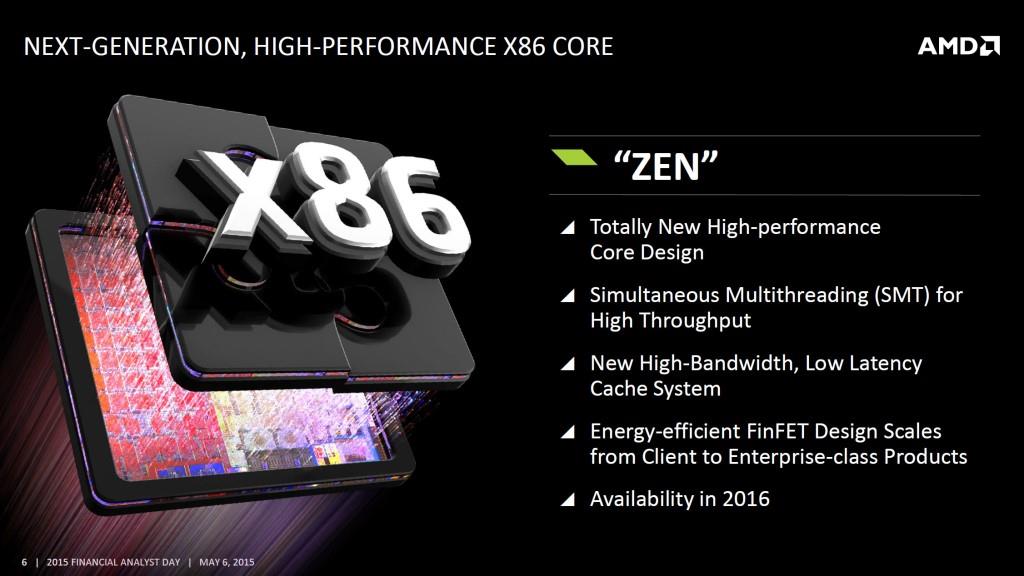 NEXT-GENERATION, HIGH-PERFORMANCE X86 CORE
AMD
x86
“ZEN”
Totally New High-performance
Core Design
Simultaneous Multithreading (SMT) for
High Throughput
New High-Bandwidth, Low Latency
Cache System
Energy-efficient FinFET Design Scales
from Client to Enterprise-class Products
Availability in 2016
6 | 2015 FINANCIAL ANALYST DAY | MAY 6, 2015